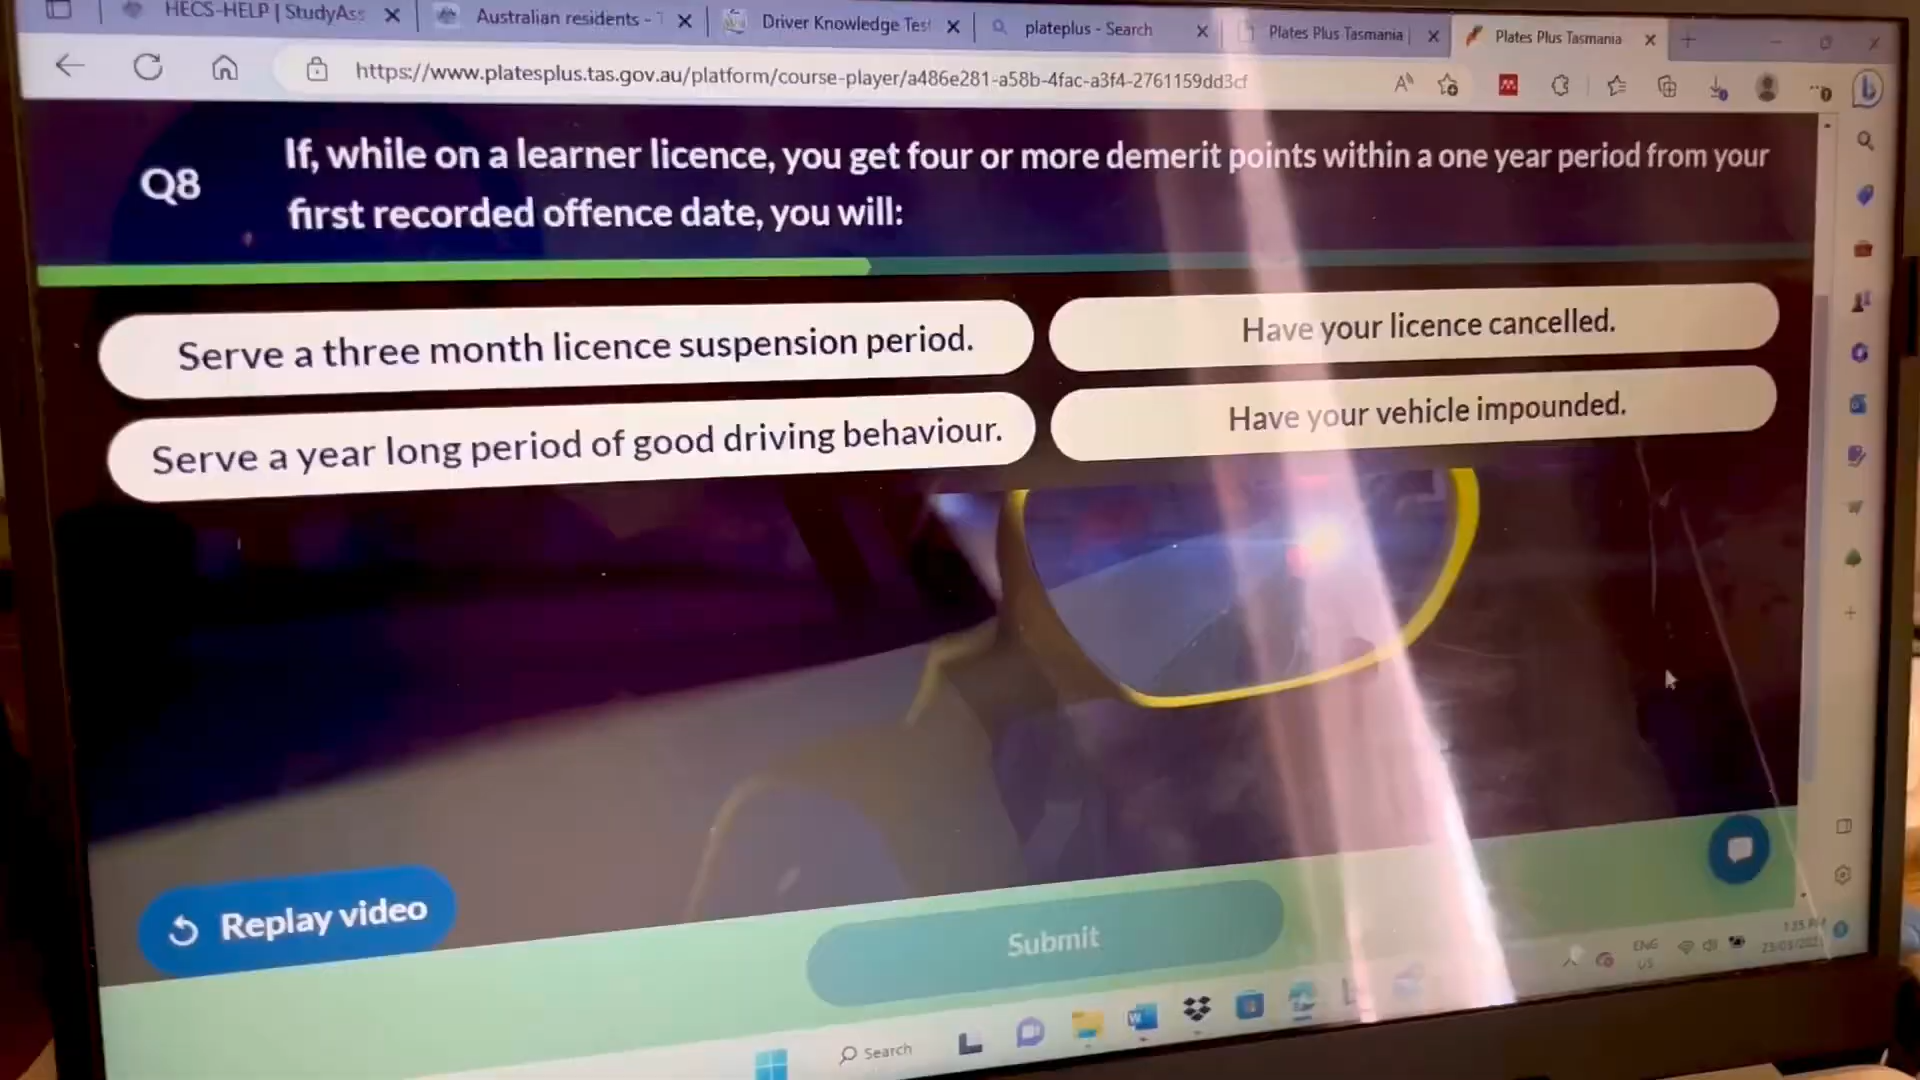 HECS-HELP | StudyAss
Australian residents -
Driver Knowledge Test
plateplus - Search
Plates Plus Tasmania |
Plates Plus Tasmania
https://www.platesplus.tas.gov.au/platform/course-player/a486e281-a58b-4fac-a3f4-2761159dd3cf
Q8
If, while on a learner licence, you get four or more demerit points within a one year period from your
first recorded offence date, you will:
Serve a three month licence suspension period.
Have your licence cancelled.
Serve a year long period of good driving behaviour.
Have your vehicle impounded.
Replay video
Submit
ENG
US
1:35 PM
Search